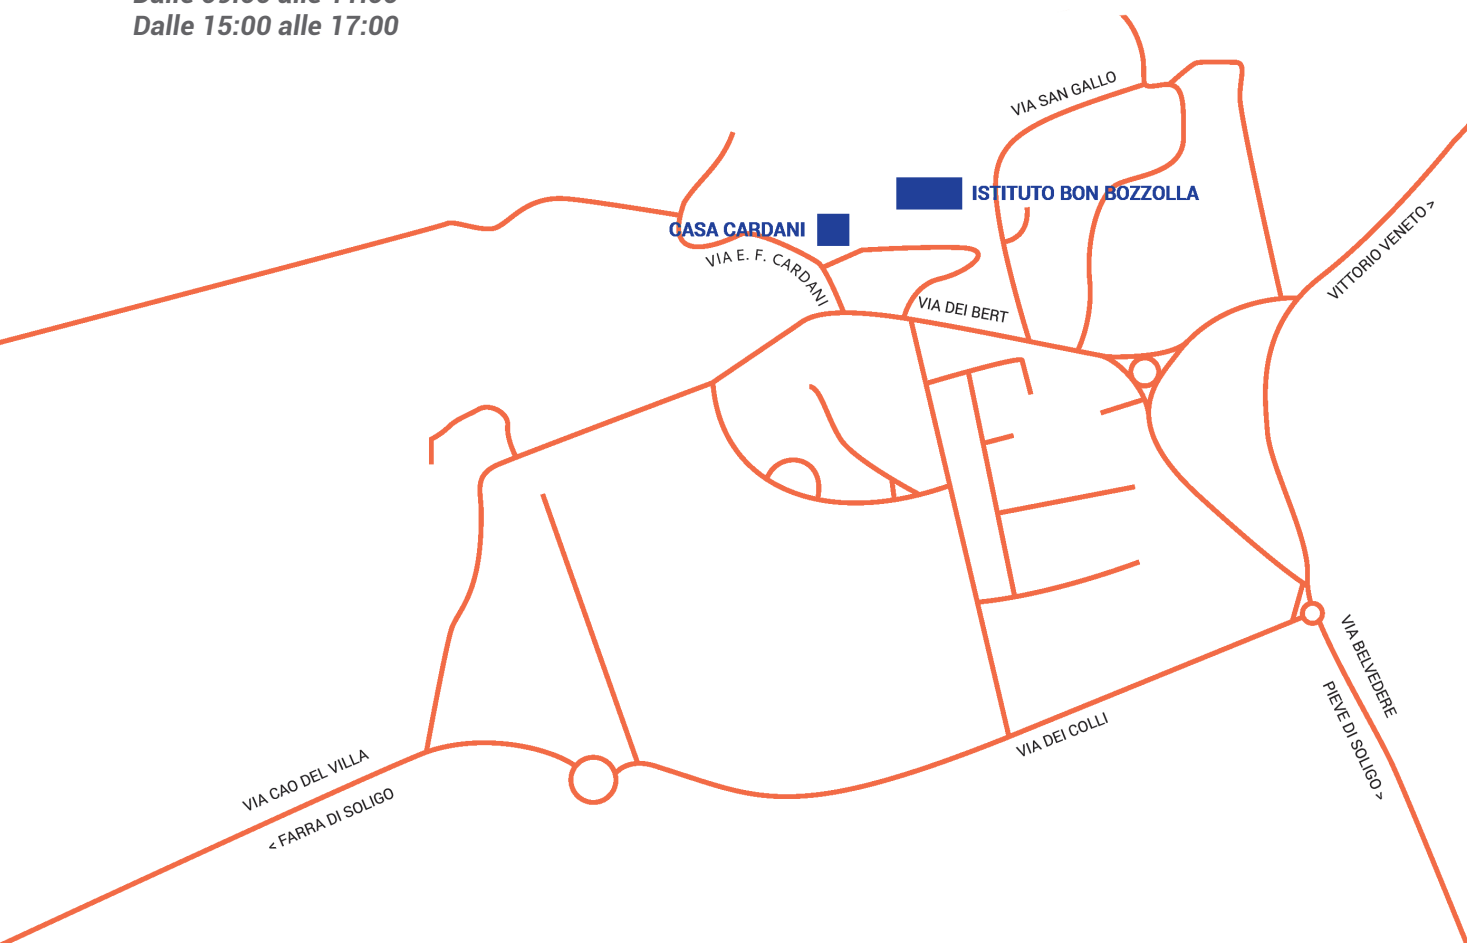 Dalle 15:00 alle 17:00
VIA SAN GALLO
ISTITUTO BON BOZZOLLA
CASA CARDANI
VIA E. F. CARDANI
VITTORIO VENETO >
VIA DEI BERT
VIA BELVEDERE
PIEVE DI SOLIGO >
VIA DEI COLLI
VIA CAO DEL VILLA
< FARRA DI SOLIGO